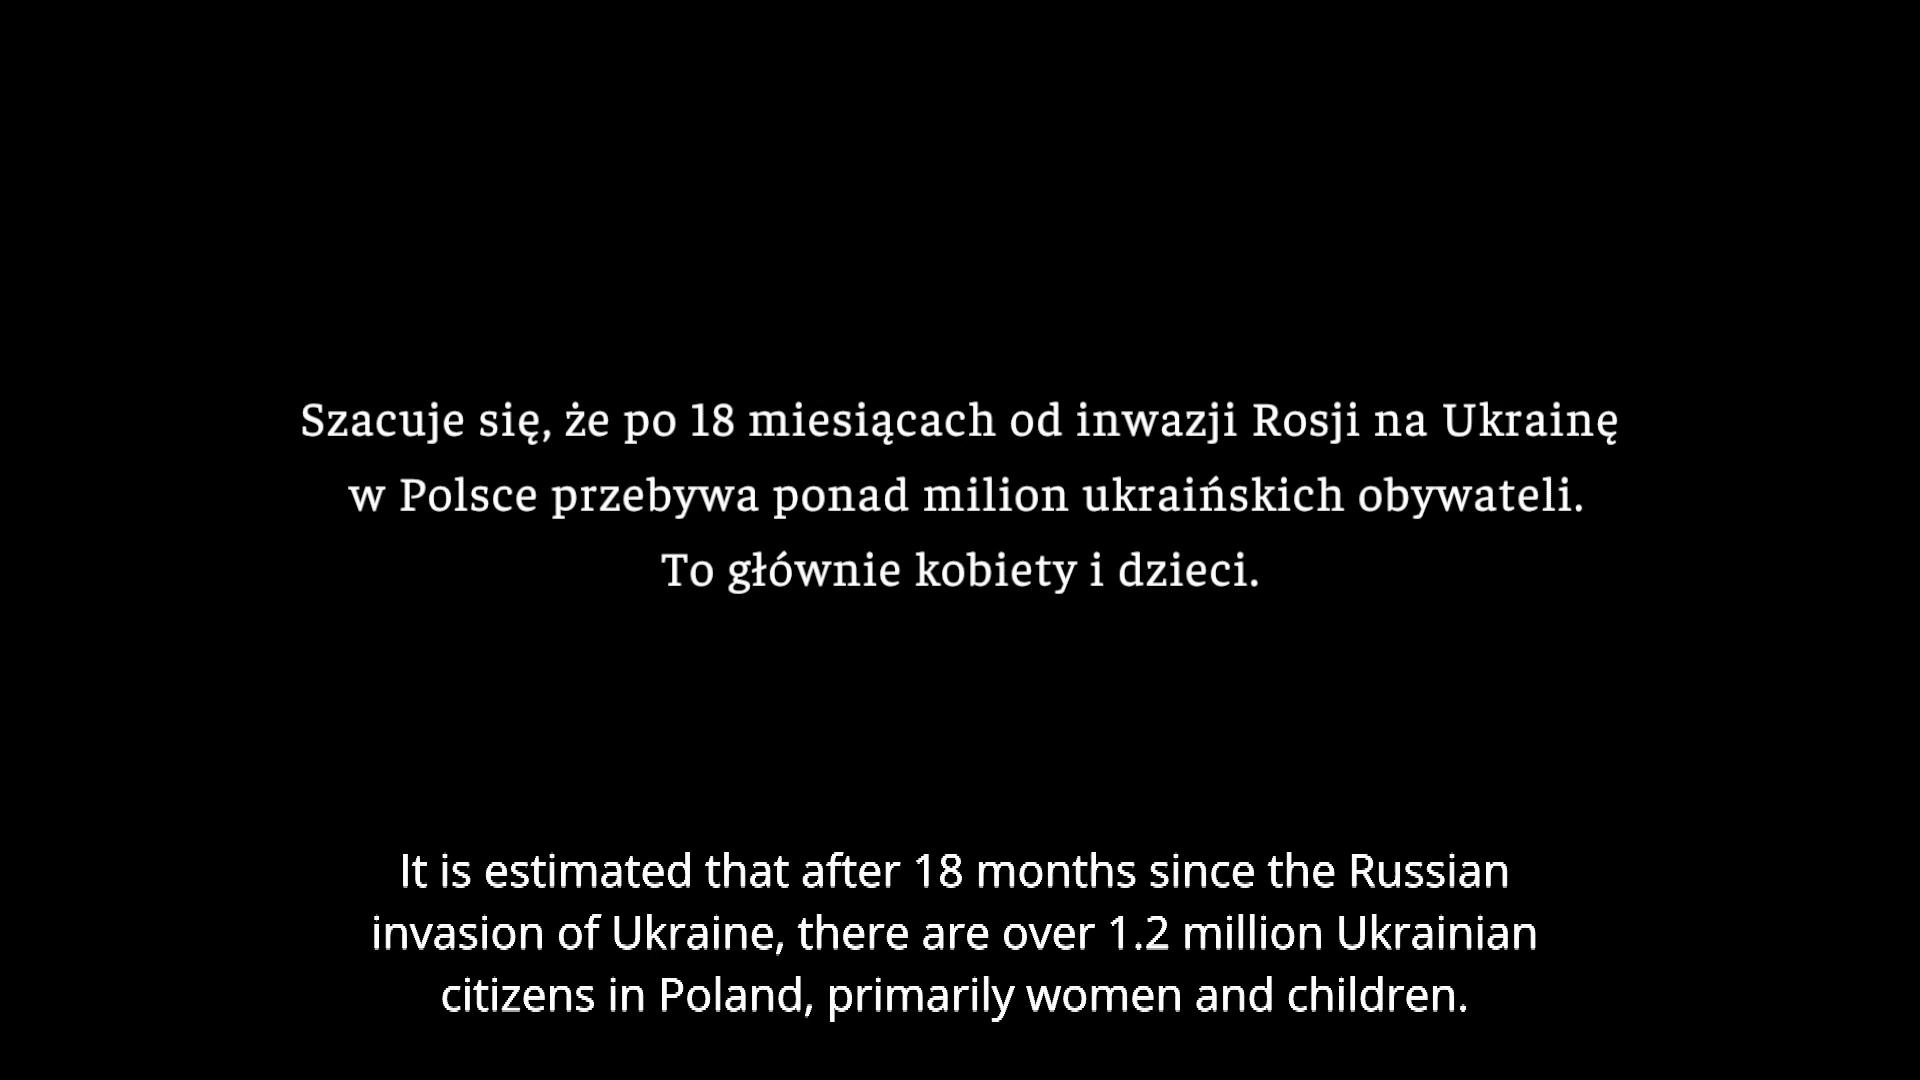 Szacuje się, że po 18 miesiącach od inwazji Rosji na Ukrainę
w Polsce przebywa ponad milion ukraińskich obywateli.
To głównie kobiety i dzieci.
It is estimated that after 18 months since the Russian
invasion of Ukraine, there are over 1.2 million Ukrainian
citizens in Poland, primarily women and children.